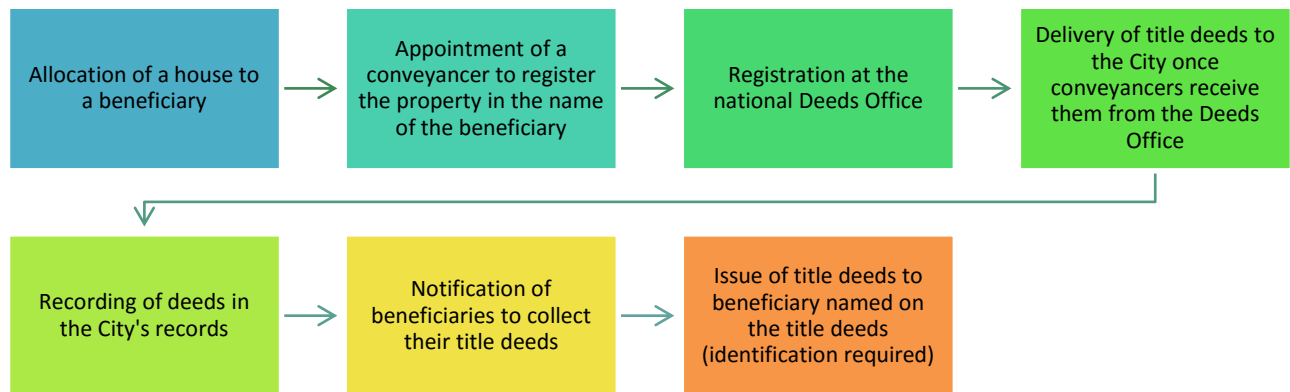 Allocation of a house to
a beneficiary
Appointment of a
conveyancer to register
the property in the name
of the beneficiary
Registration at the
national Deeds Office
Delivery of title deeds to
the City once
conveyancers receive
them from the Deeds
Office
Recording of deeds in
the City's records
Notification of
beneficiaries to collect
their title deeds
Issue of title deeds to
beneficiary named on
the title deeds
(identification required)